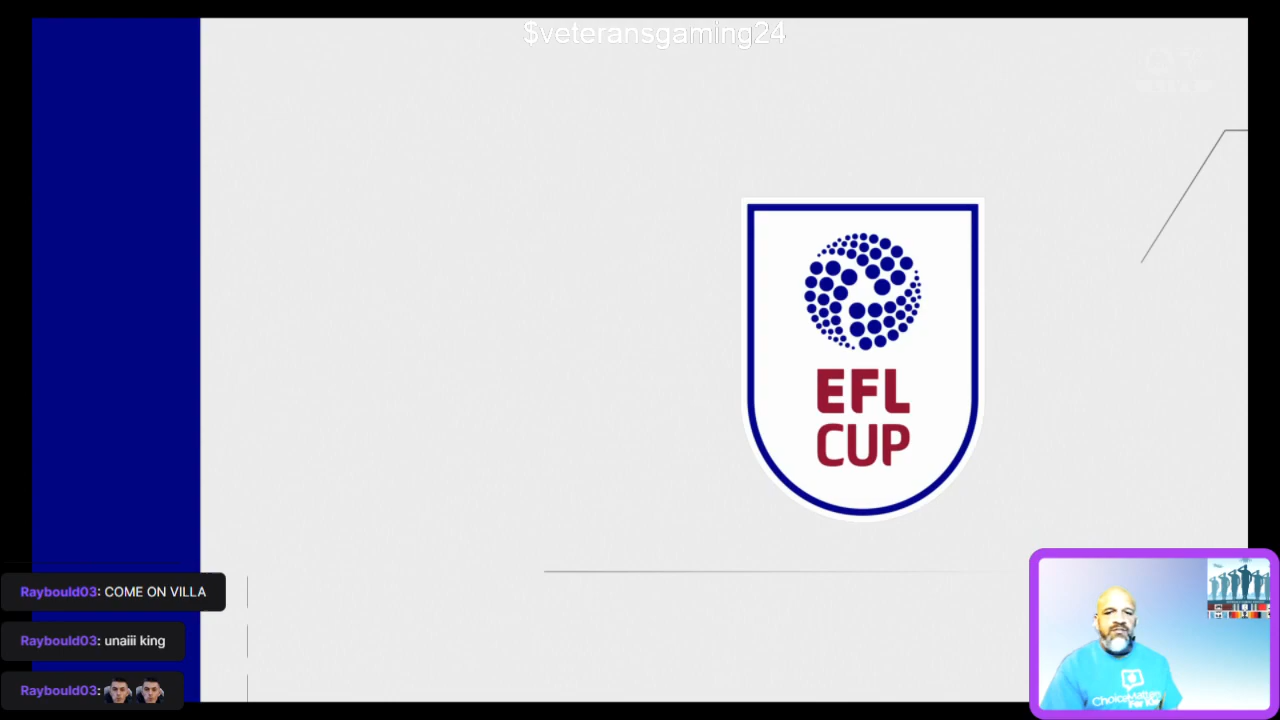 $veteransgaming24
EFL
CUP
Raybould03: COME ON VILLA
Raybould03: unaiii king
Raybould03: